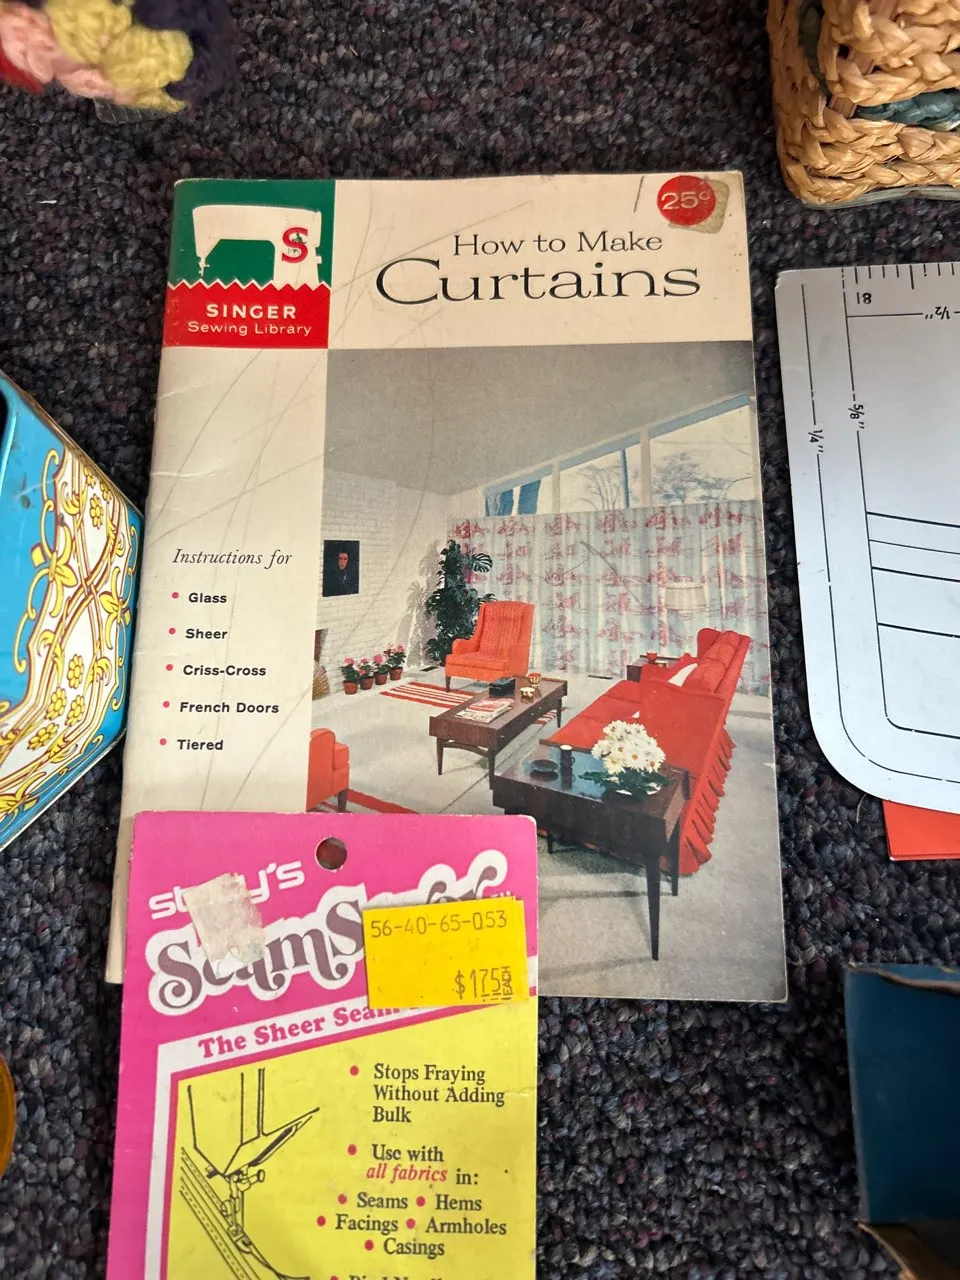 25¢
How to Make
Curtains
S
SINGER
Sewing Library
Instructions for
• Glass
• Sheer
• Criss-Cross
• French Doors
• Tiered
81
½"
⅝"
¼"
56-40-65-053
$1.75 EACH
The Sheer
• Stops Fraying
Without Adding
Bulk
• Use with
all fabrics in:
• Seams • Hems
• Facings • Armholes
• Casings